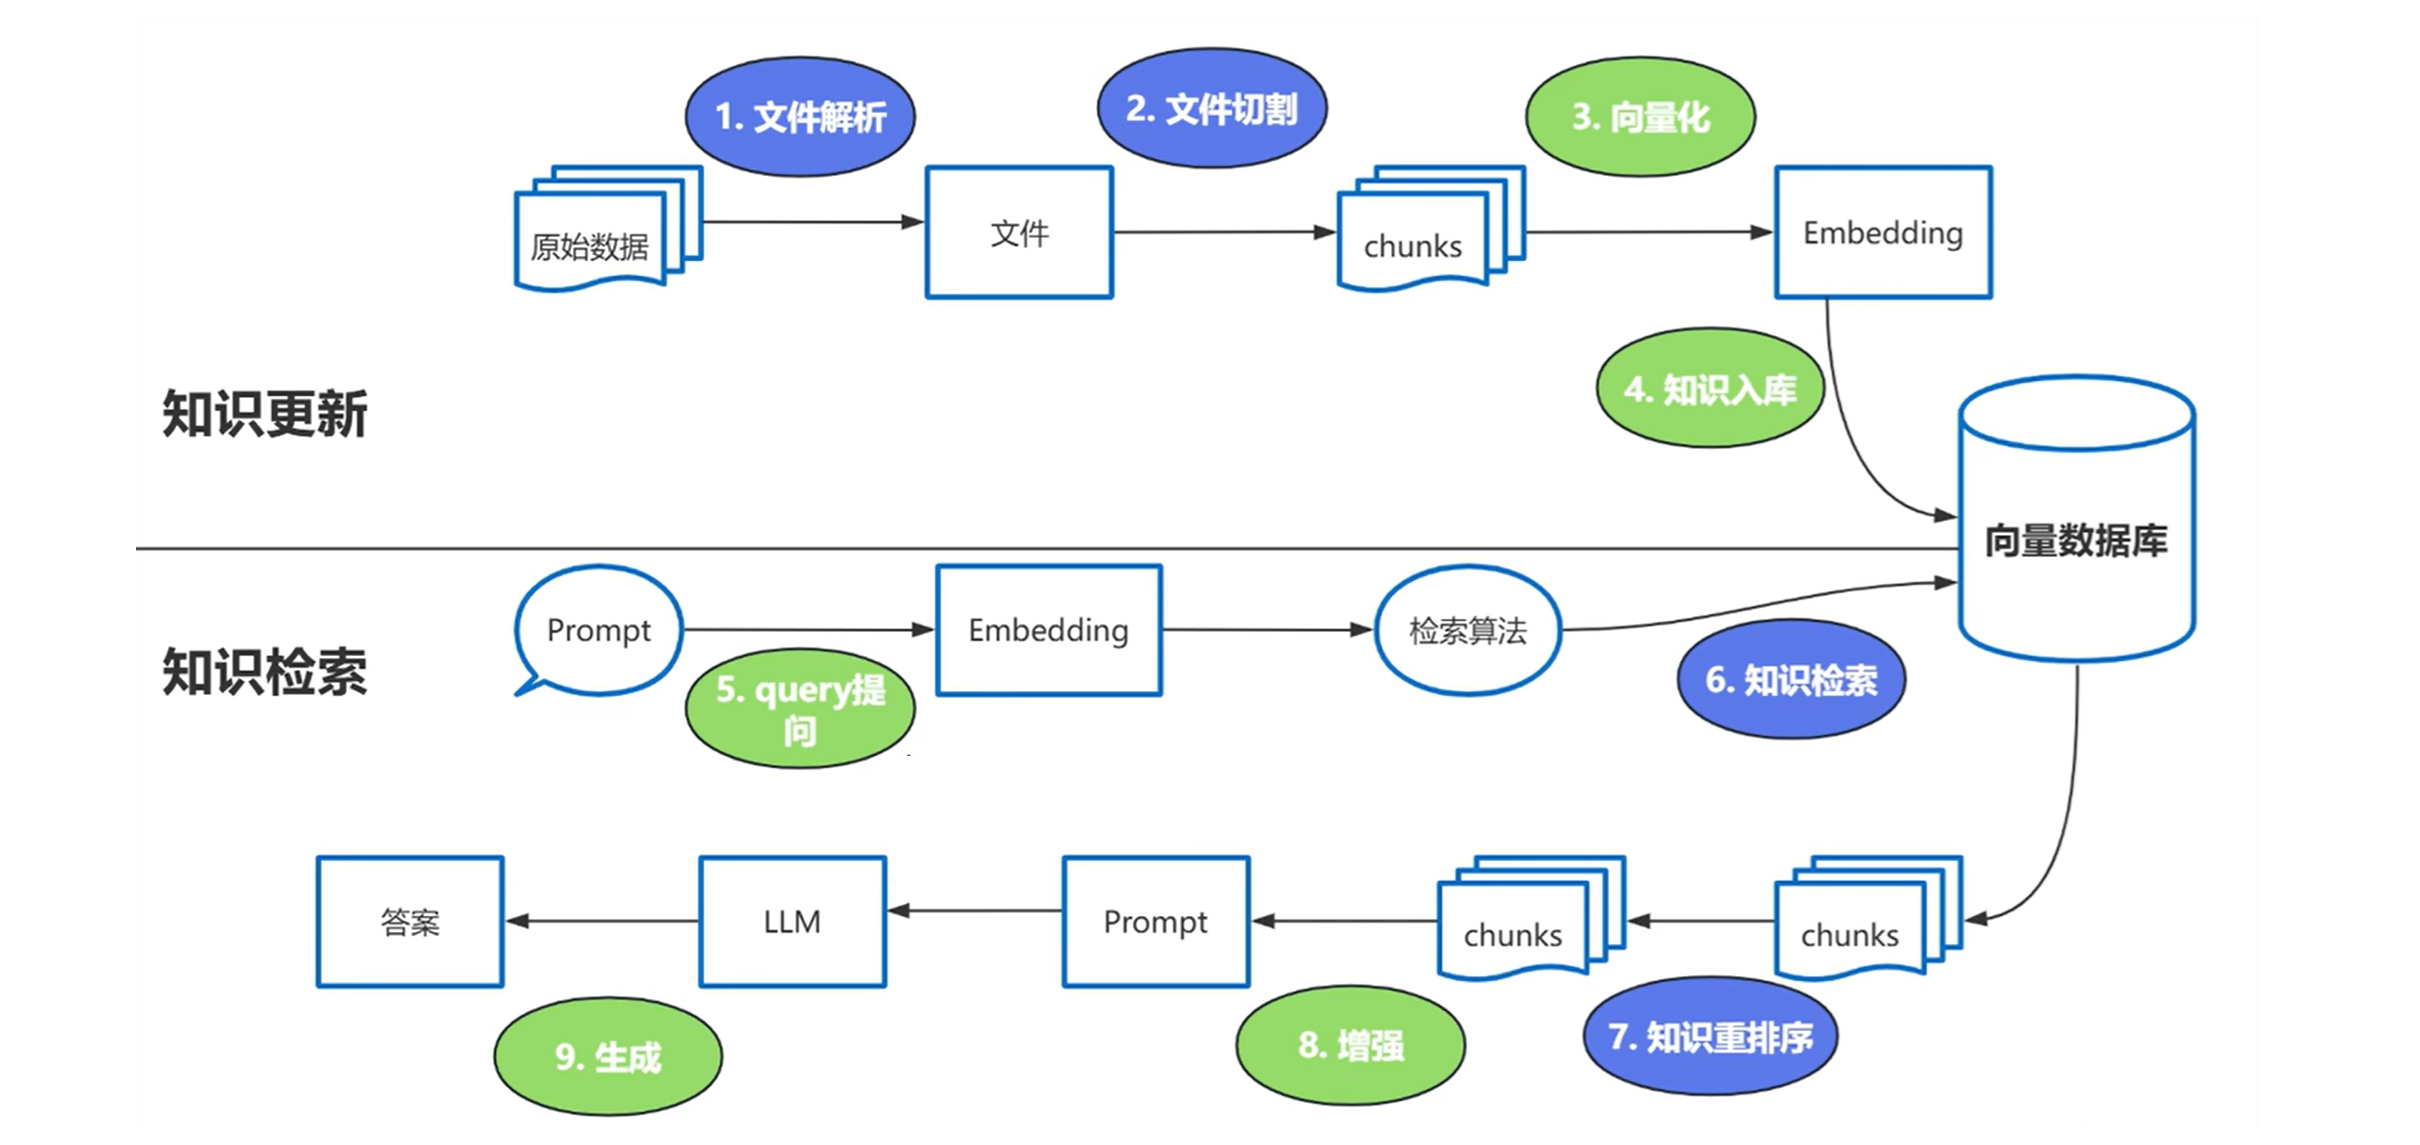 1. 文件解析
2. 文件切割
3. 向量化
原始数据
文件
chunks
Embedding
4. 知识入库
知识更新
向量数据库
Prompt
Embedding
检索算法
知识检索
5. query提
问
6. 知识检索
答案
LLM
Prompt
chunks
chunks
9. 生成
8. 增强
7. 知识重排序